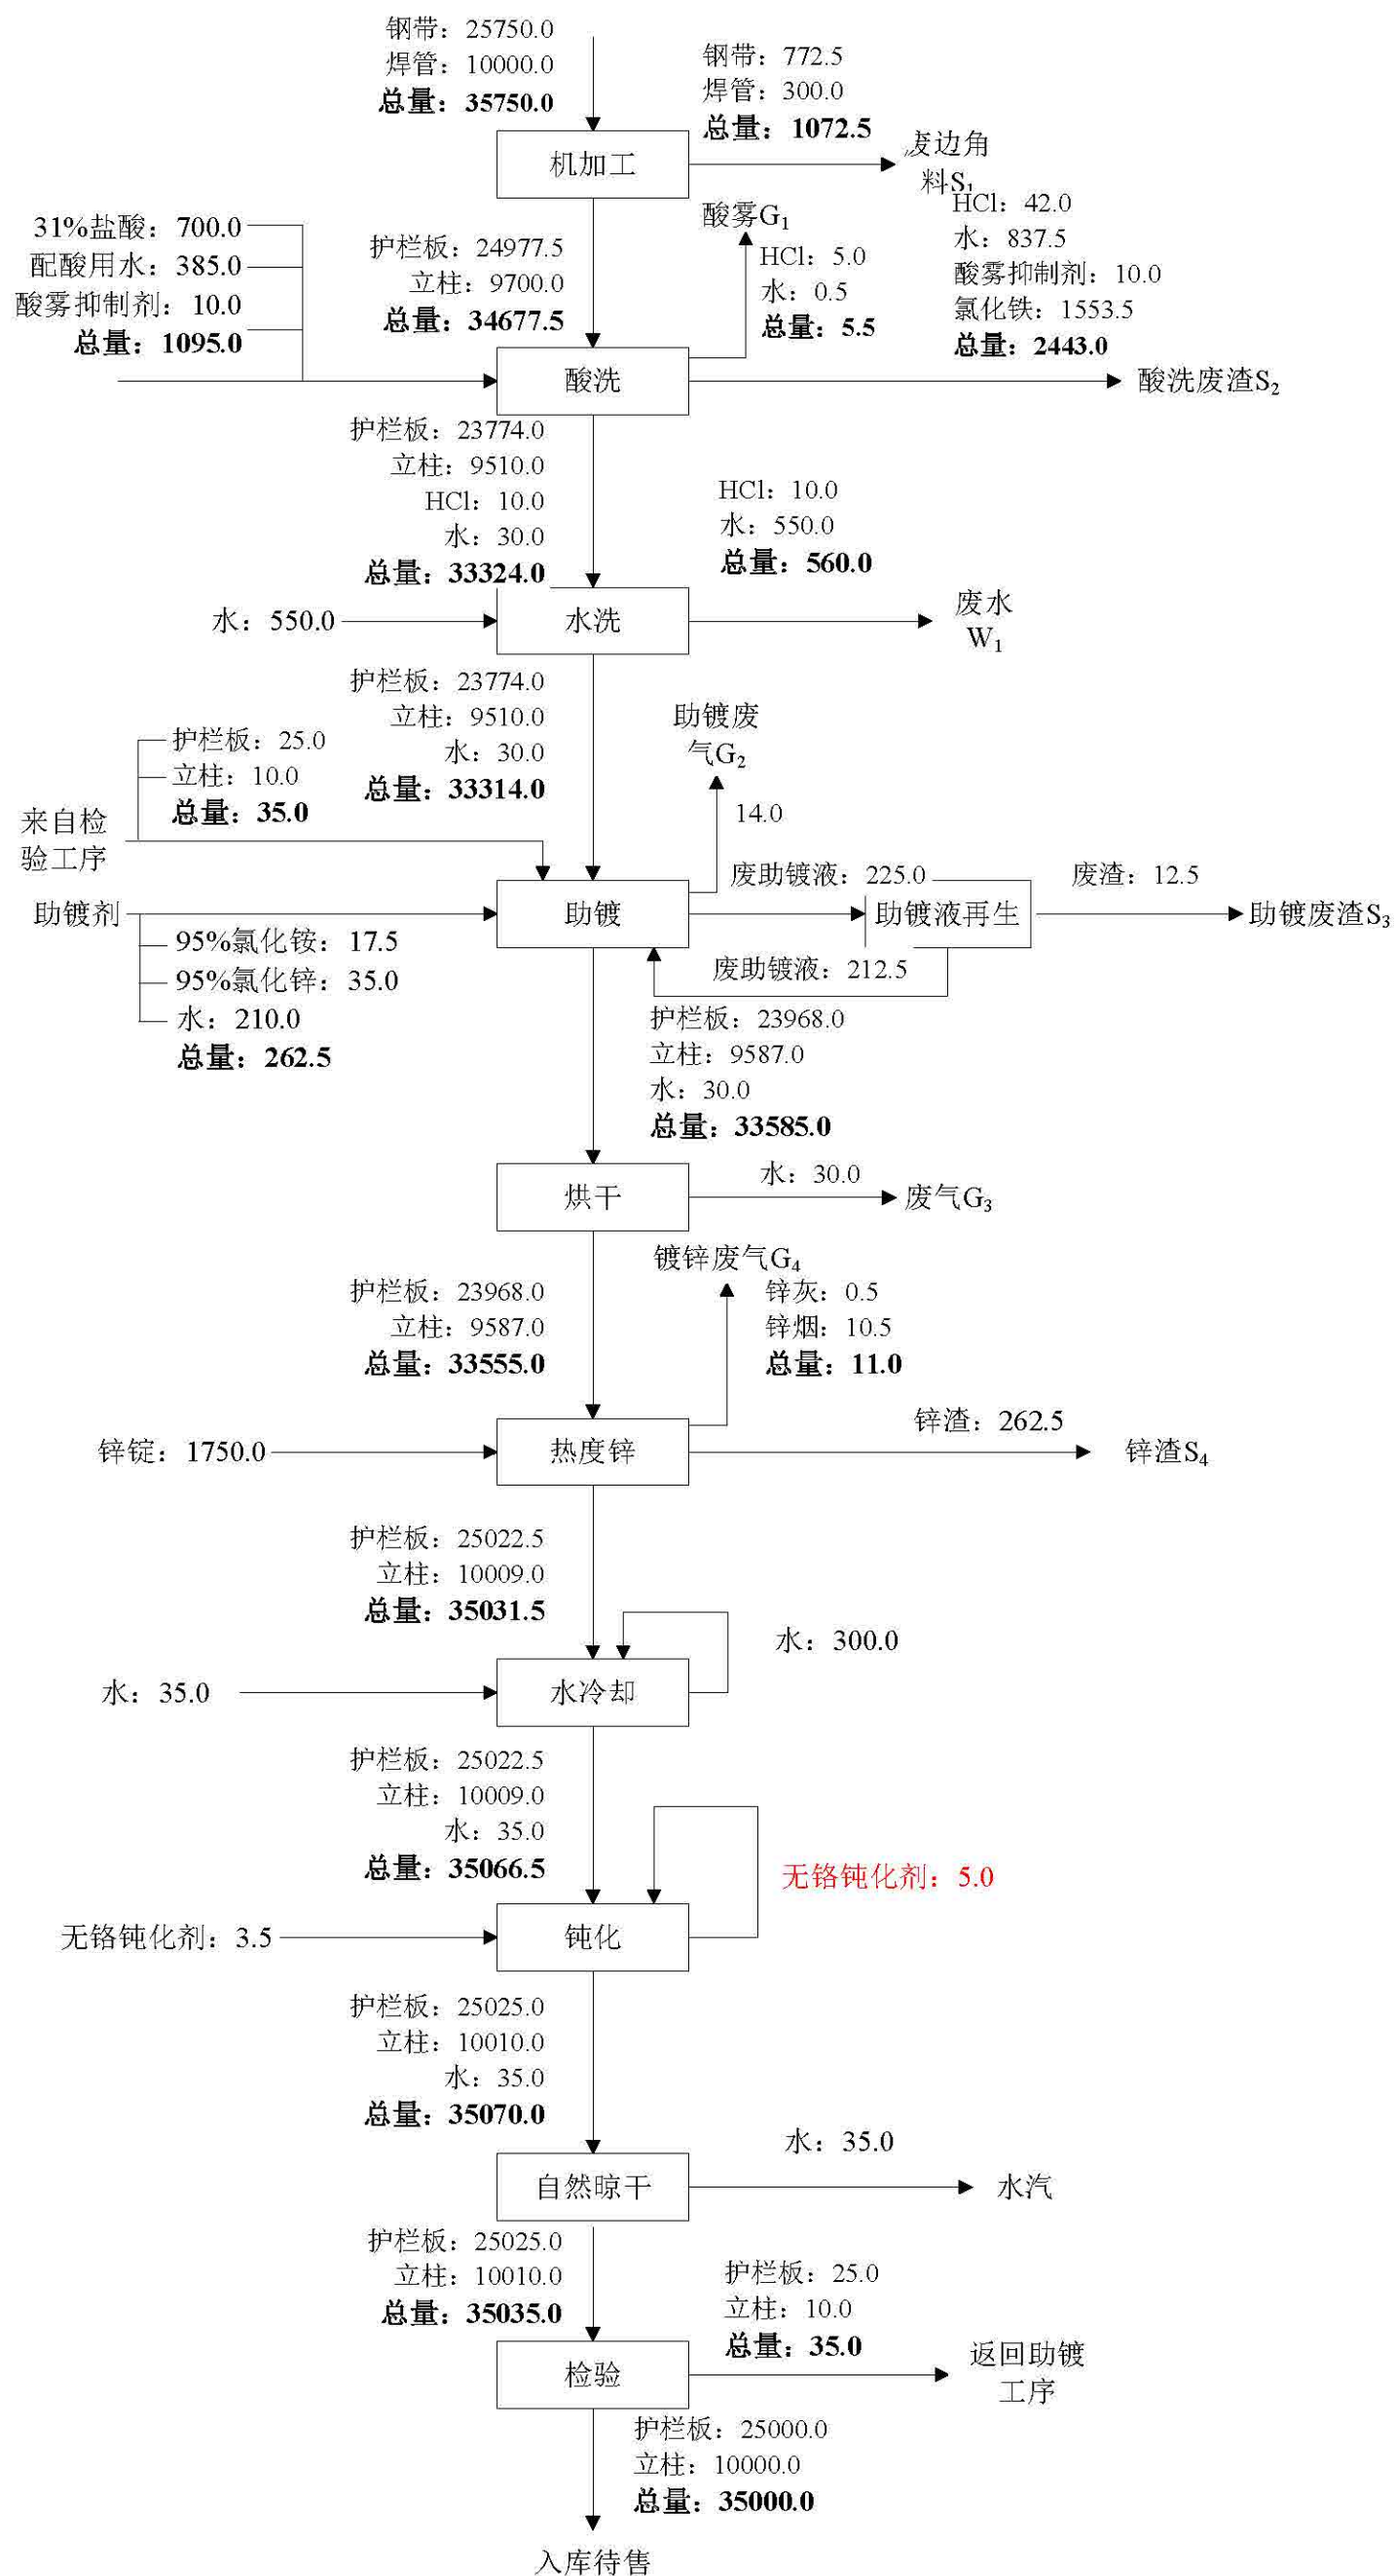 钢带：25750.0
焊管：10000.0
总量：35750.0
钢带：772.5
焊管：300.0
总量：1072.5
机加工
废边角
料S1
31%盐酸：700.0
配酸用水：385.0
酸雾抑制剂：10.0
总量：1095.0
护栏板：24977.5
立柱：9700.0
总量：34677.5
酸雾G1
HCl：5.0
水：0.5
总量：5.5
HCl：42.0
水：837.5
酸雾抑制剂：10.0
氯化铁：1553.5
总量：2443.0
酸洗
酸洗废渣S2
护栏板：23774.0
立柱：9510.0
HCl：10.0
水：30.0
总量：33324.0
HCl：10.0
水：550.0
总量：560.0
水：550.0
水洗
废水
W1
护栏板：23774.0
立柱：9510.0
水：30.0
总量：33314.0
护栏板：25.0
立柱：10.0
总量：35.0
来自检
验工序
助镀废
气G2
14.0
助镀剂
95%氯化铵：17.5
95%氯化锌：35.0
水：210.0
总量：262.5
助镀
废助镀液：225.0
助镀液再生
废渣：12.5
助镀废渣S3
废助镀液：212.5
护栏板：23968.0
立柱：9587.0
水：30.0
总量：33585.0
烘干
水：30.0
废气G3
护栏板：23968.0
立柱：9587.0
总量：33555.0
镀锌废气G4
锌灰：0.5
锌烟：10.5
总量：11.0
锌锭：1750.0
热度锌
锌渣：262.5
锌渣S4
护栏板：25022.5
立柱：10009.0
总量：35031.5
水：35.0
水冷却
水：300.0
护栏板：25022.5
立柱：10009.0
水：35.0
总量：35066.5
无铬钝化剂：3.5
钝化
无铬钝化剂：5.0
护栏板：25025.0
立柱：10010.0
水：35.0
总量：35070.0
自然晾干
水：35.0
水汽
护栏板：25025.0
立柱：10010.0
总量：35035.0
检验
护栏板：25.0
立柱：10.0
总量：35.0
返回助镀
工序
护栏板：25000.0
立柱：10000.0
总量：35000.0
入库待售